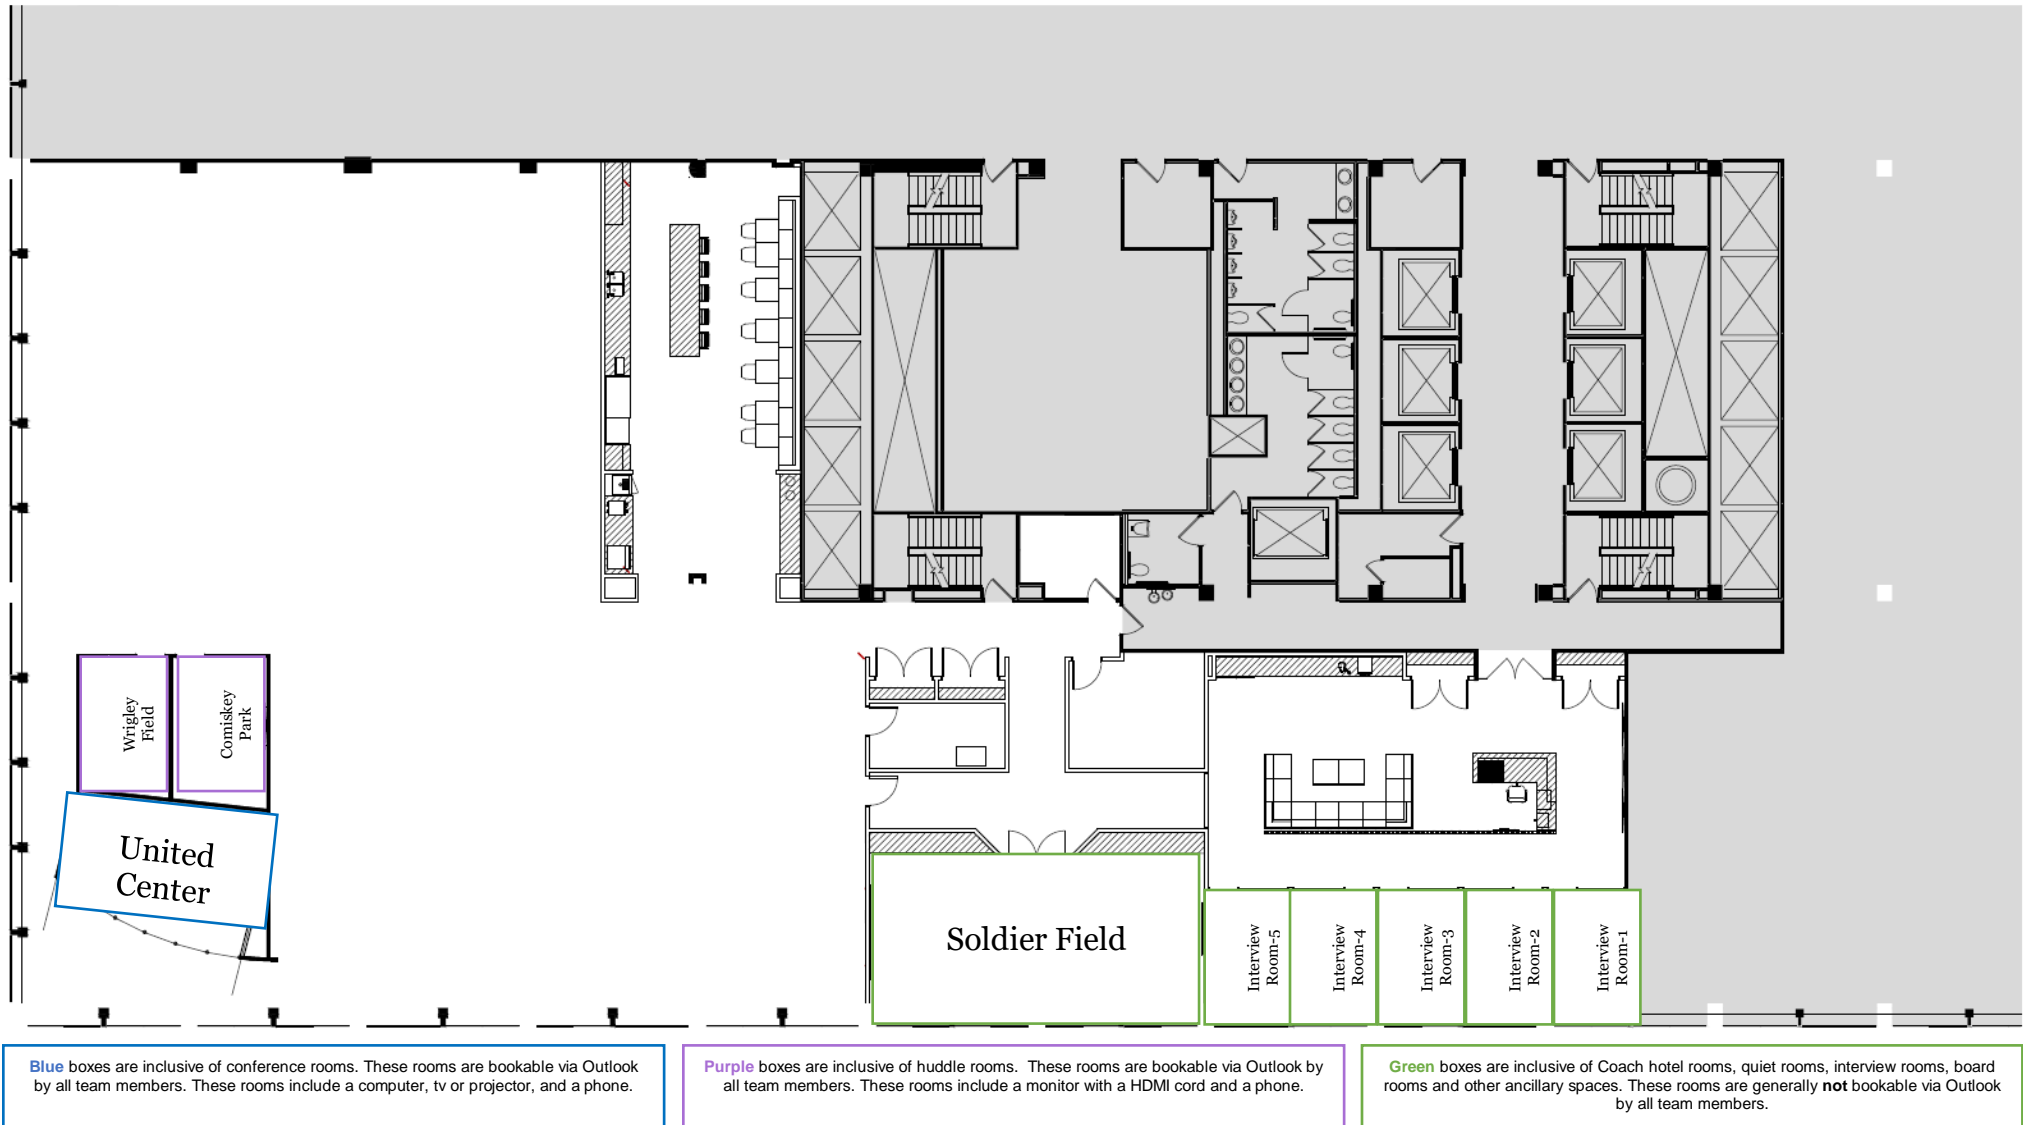 Wrigley
Field
Comiskey
Park
United
Center
Soldier Field
Interview
Room-5
Interview
Room-4
Interview
Room-3
Interview
Room-2
Interview
Room-1
Blue boxes are inclusive of conference rooms. These rooms are bookable via Outlook
by all team members. These rooms include a computer, tv or projector, and a phone.
Purple boxes are inclusive of huddle rooms.  These rooms are bookable via Outlook by
all team members. These rooms include a monitor with a HDMI cord and a phone.
Green boxes are inclusive of Coach hotel rooms, quiet rooms, interview rooms, board
rooms and other ancillary spaces. These rooms are generally not bookable via Outlook
by all team members.